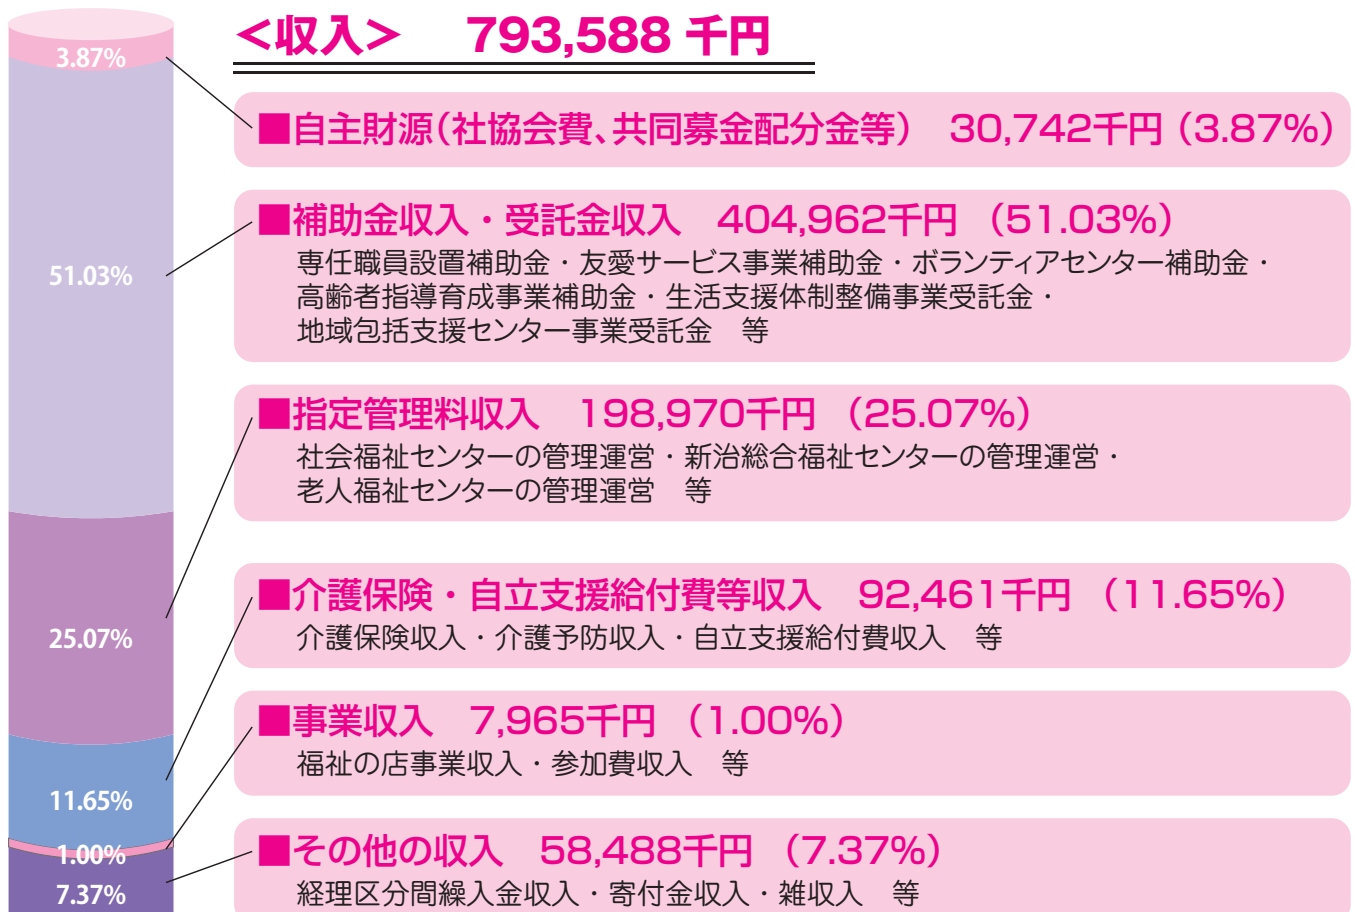 ＜収入＞　793,588 千円
3.87%
■自主財源（社協会費、共同募金配分金等）　30,742千円（3.87%）
51.03%
■補助金収入・受託金収入　404,962千円（51.03%）
専任職員設置補助金・友愛サービス事業補助金・ボランティアセンター補助金・
高齢者指導育成事業補助金・生活支援体制整備事業受託金・
地域包括支援センター事業受託金　等
25.07%
■指定管理料収入　198,970千円（25.07%）
社会福祉センターの管理運営・新治総合福祉センターの管理運営・
老人福祉センターの管理運営　等
11.65%
■介護保険・自立支援給付費等収入　92,461千円（11.65%）
介護保険収入・介護予防収入・自立支援給付費収入　等
1.00%
■事業収入　7,965千円（1.00%）
福祉の店事業収入・参加費収入　等
7.37%
■その他の収入　58,488千円（7.37%）
経理区分間繰入金収入・寄付金収入・雑収入　等